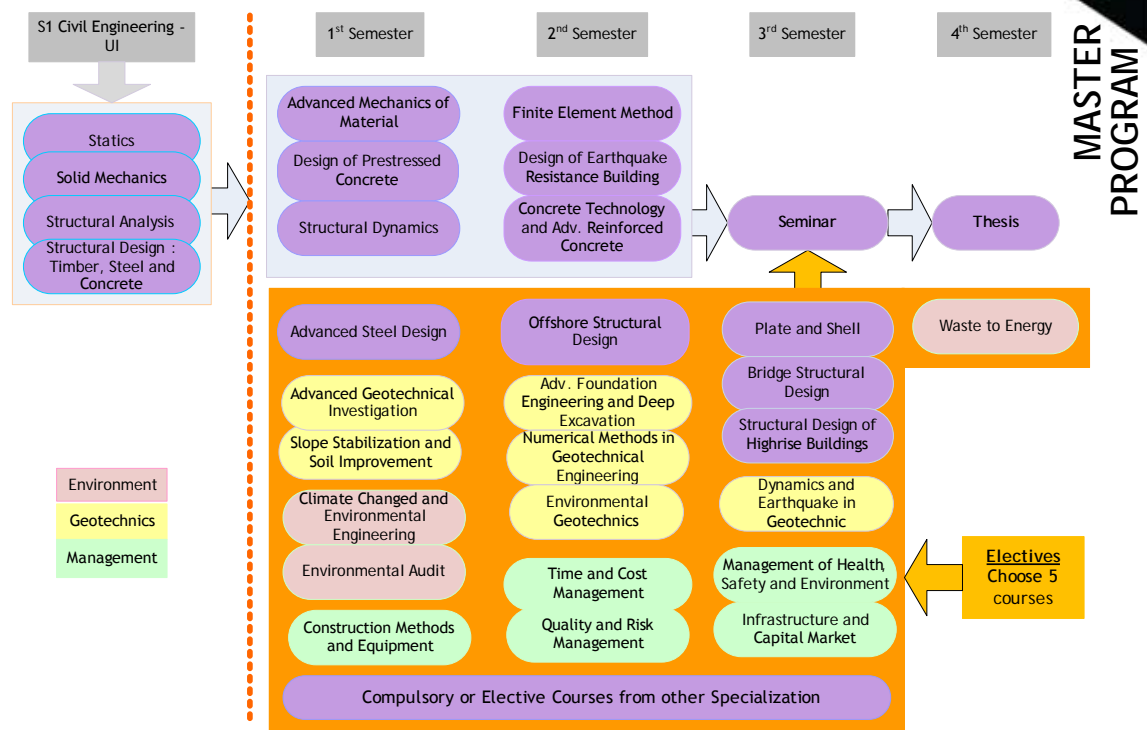 S1 Civil Engineering -
UI
1st Semester
2nd Semester
3rd Semester
4th Semester
MASTER
PROGRAM
Statics
Solid Mechanics
Structural Analysis
Structural Design :
Timber, Steel and
Concrete
Advanced Mechanics of
Material
Design of Prestressed
Concrete
Structural Dynamics
Finite Element Method
Design of Earthquake
Resistance Building
Concrete Technology
and Adv. Reinforced
Concrete
Seminar
Thesis
Advanced Steel Design
Offshore Structural
Design
Plate and Shell
Waste to Energy
Bridge Structural
Design
Structural Design of
Highrise Buildings
Advanced Geotechnical
Investigation
Slope Stabilization and
Soil Improvement
Adv. Foundation
Engineering and Deep
Excavation
Numerical Methods in
Geotechnical
Engineering
Environmental
Geotechnics
Dynamics and
Earthquake in
Geotechnic
Climate Changed and
Environmental
Engineering
Environmental Audit
Time and Cost
Management
Management of Health,
Safety and Environment
Construction Methods
and Equipment
Quality and Risk
Management
Infrastructure and
Capital Market
Compulsory or Elective Courses from other Specialization
Environment
Geotechnics
Management
Electives
Choose 5
courses